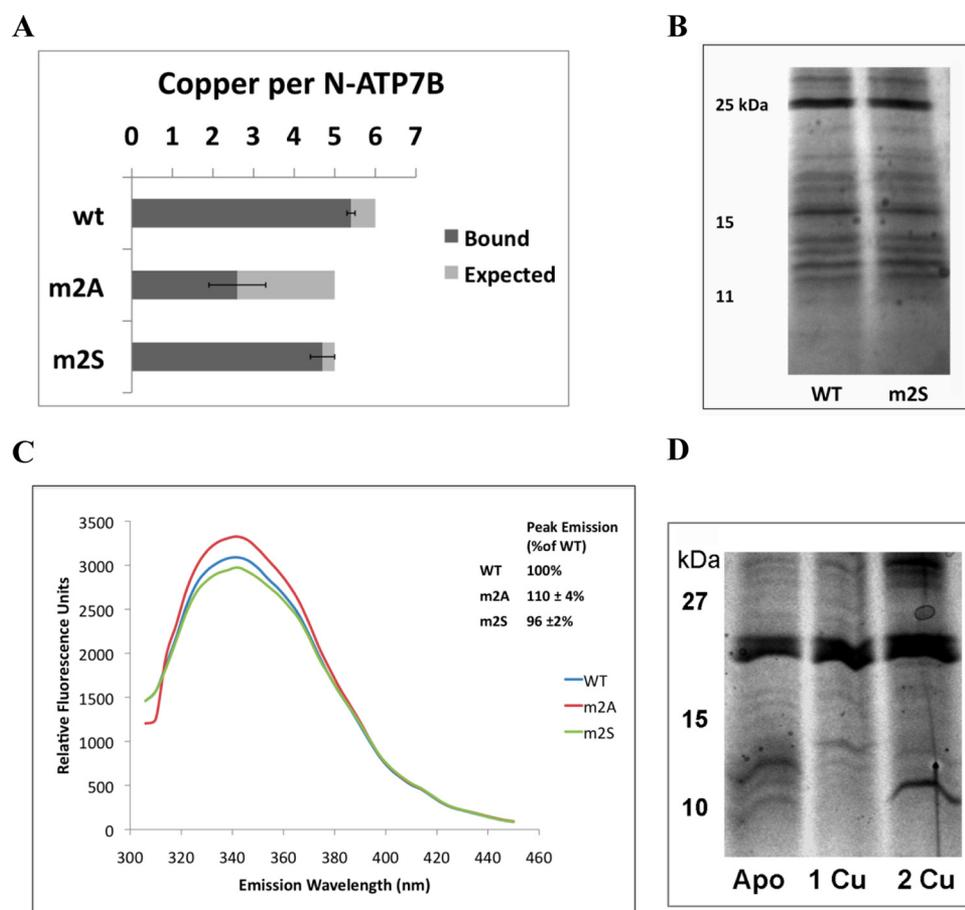 A
Copper per N-ATP7B
0 1 2 3 4 5 6 7
wt
m2A
m2S
Bound
Expected
B
25 kDa
15
11
WT m2S
C
Relative Fluorescence Units
3500
3000
2500
2000
1500
1000
500
0
300 320 340 360 380 400 420 440 460
Emission Wavelength (nm)
Peak Emission
(%of WT)
WT 100%
m2A 110 ± 4%
m2S 96 ±2%
WT
m2A
m2S
D
kDa
27
15
10
Apo 1 Cu 2 Cu